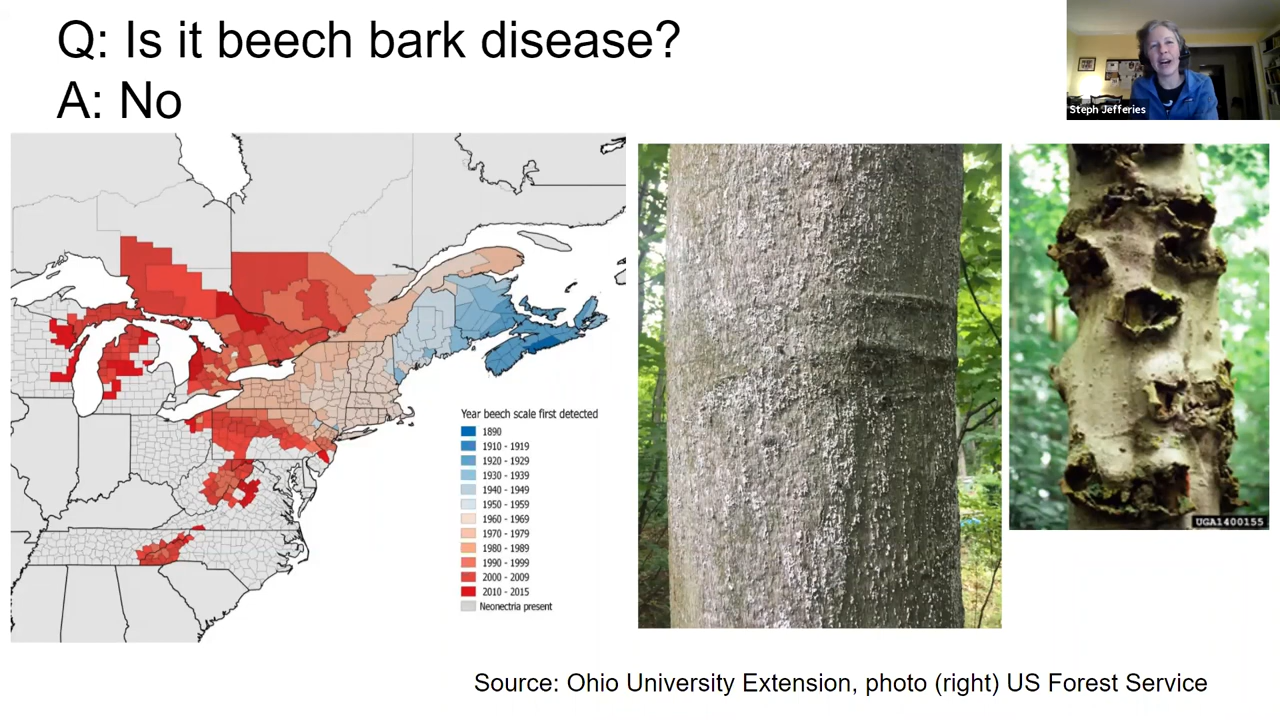 Q: Is it beech bark disease?
A: No
Steph Jefferies
Year beech scale first detected
1890
1910 - 1919
1920 - 1929
1930 - 1939
1940 - 1949
1950 - 1959
1960 - 1969
1970 - 1979
1980 - 1989
1990 - 1999
2000 - 2009
2010 - 2015
Neonectria present
UGA1400155
Source: Ohio University Extension, photo (right) US Forest Service